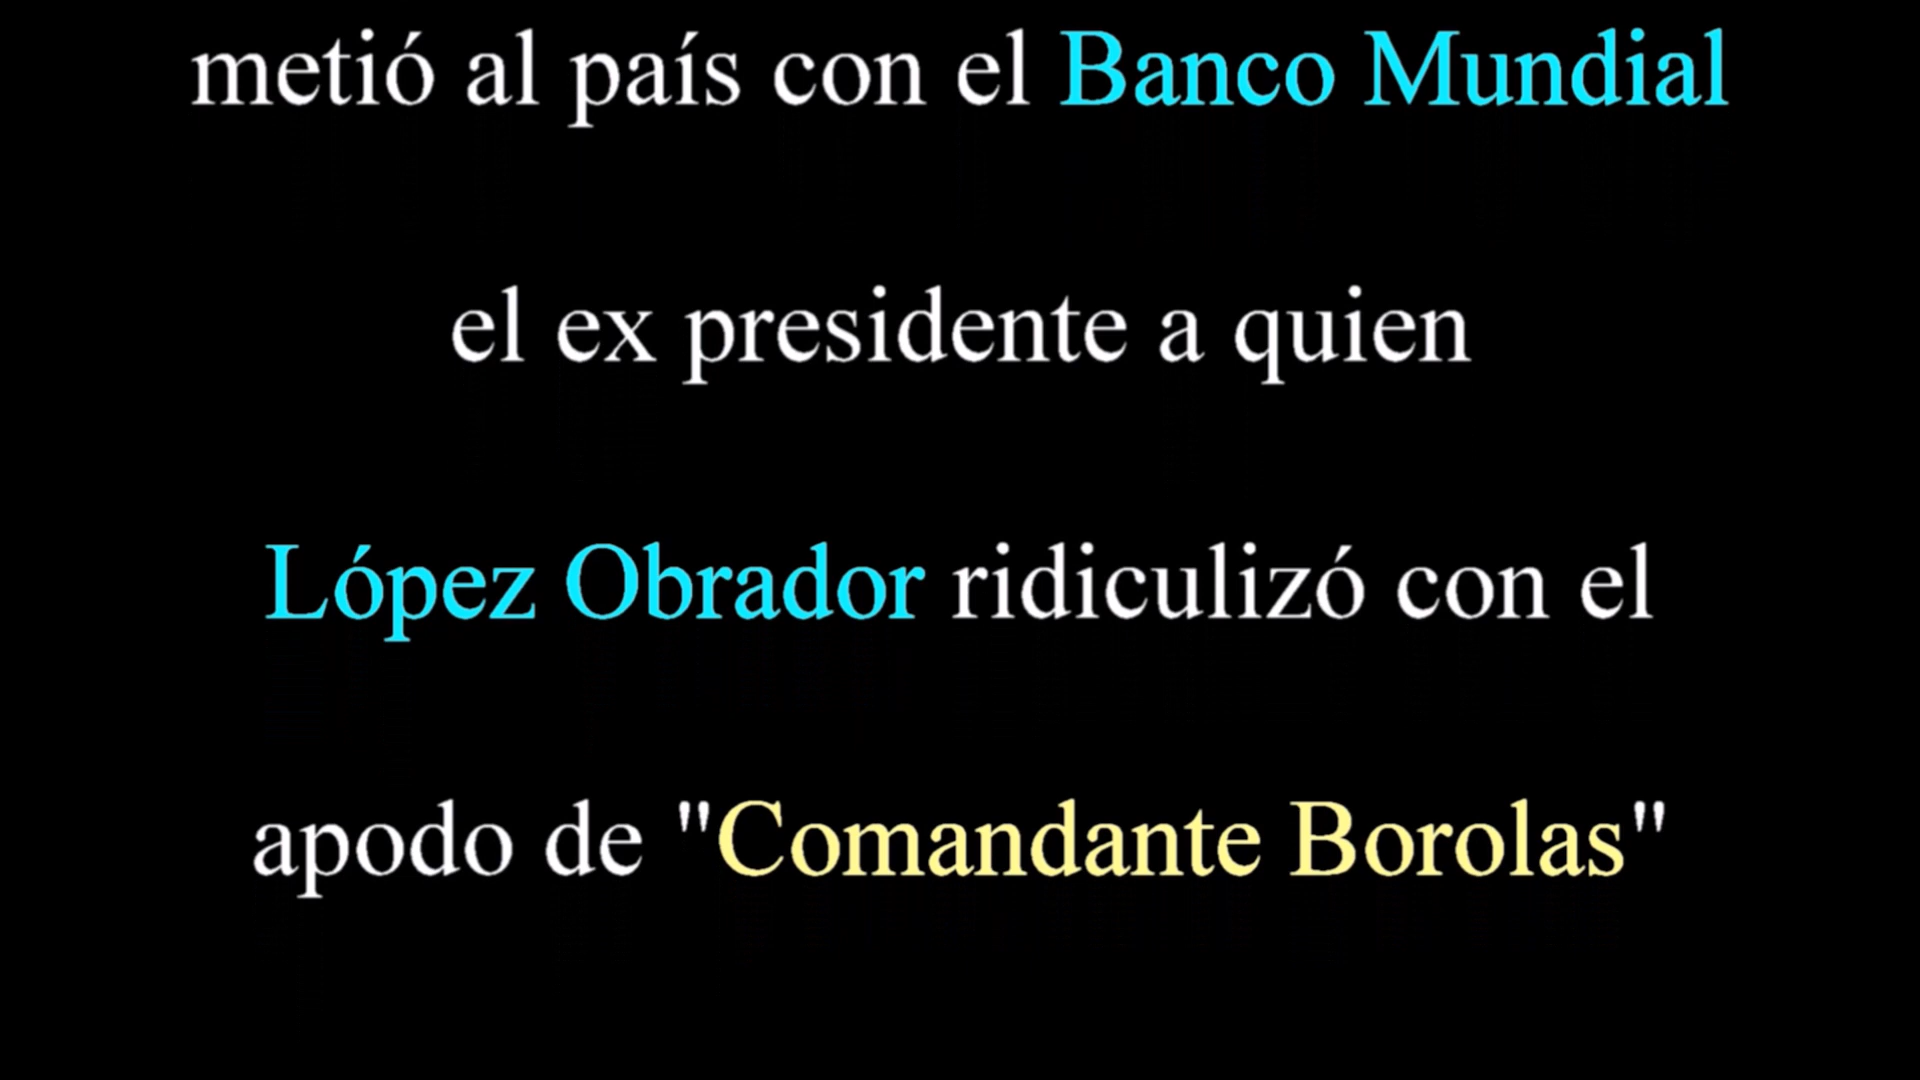 metió al país con el Banco Mundial
el ex presidente a quien
López Obrador ridiculizó con el
apodo de "Comandante Borolas"